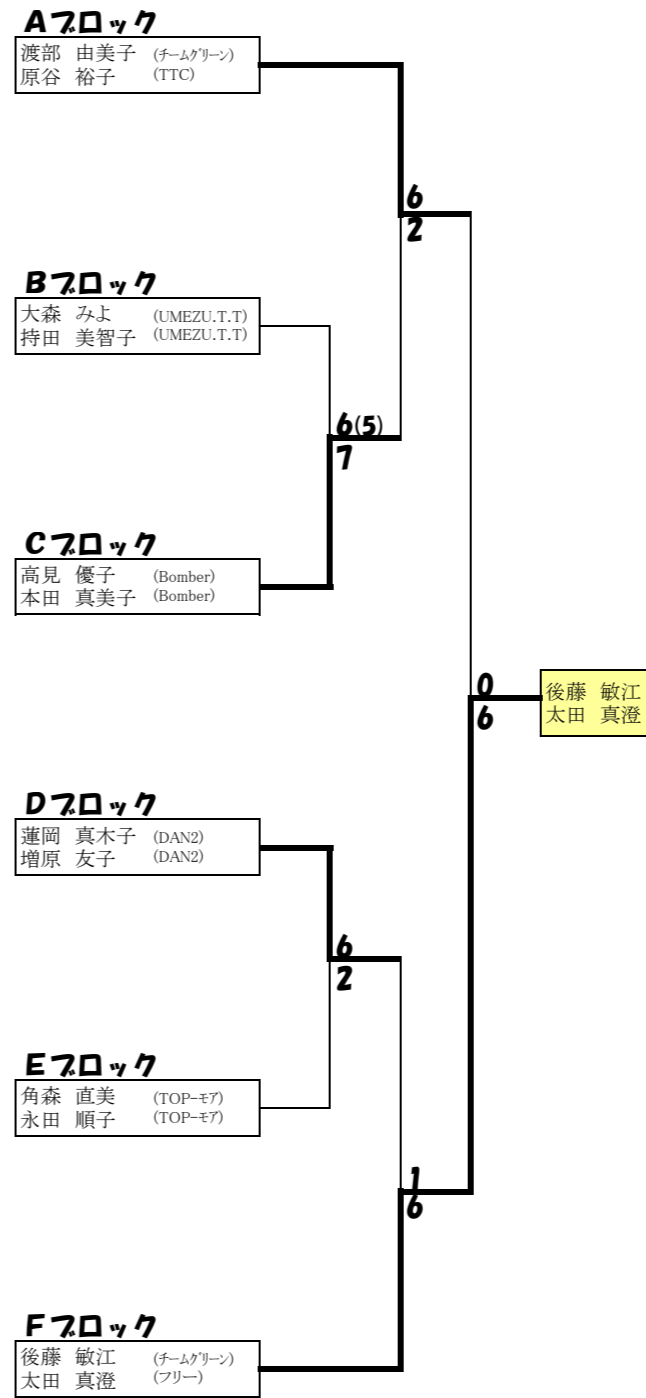 Aブロック
渡部 由美子 (チームグリーン)
原谷 裕子 (TTC)
6
2
Bブロック
大森 みよ (UMEZU.T.T)
持田 美智子 (UMEZU.T.T)
6(5)
7
Cブロック
高見 優子 (Bomber)
本田 真美子 (Bomber)
0
6
後藤 敏江
太田 真澄
Dブロック
蓮岡 真木子 (DAN2)
増原 友子 (DAN2)
6
2
Eブロック
角森 直美 (TOP-モア)
永田 順子 (TOP-モア)
1
6
Fブロック
後藤 敏江 (チームグリーン)
太田 真澄 (フリー)